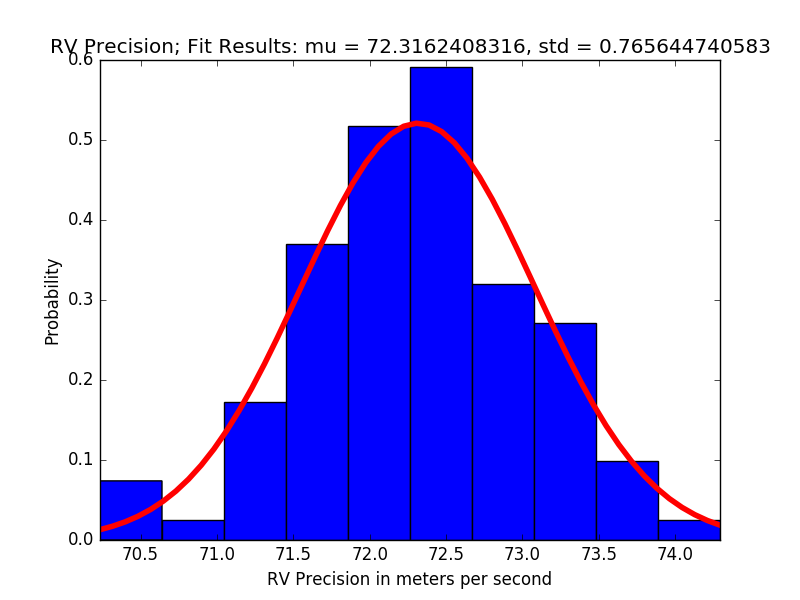 RV Precision; Fit Results: mu = 72.3162408316, std = 0.765644740583
0.6
0.5
0.4
0.3
0.2
0.1
0.0
Probability
70.5 71.0 71.5 72.0 72.5 73.0 73.5 74.0
RV Precision in meters per second